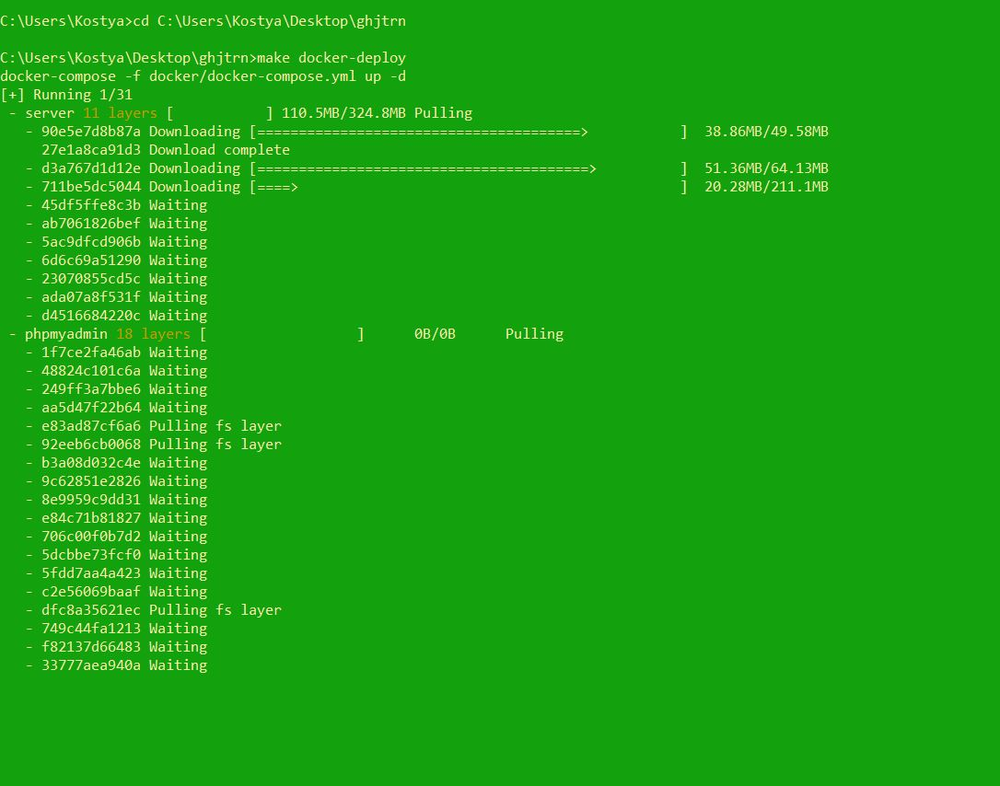 C:\Users\Kostya>cd C:\Users\Kostya\Desktop\ghjtrn
C:\Users\Kostya\Desktop\ghjtrn>make docker-deploy
docker-compose -f docker/docker-compose.yml up -d
[+] Running 1/31
- server 11 layers [            ] 110.5MB/324.8MB Pulling
- 90e5e7d8b87a Downloading [=======================================>           ]  38.86MB/49.58MB
27e1a8ca91d3 Download complete
- d3a767d1d12e Downloading [========================================>          ]  51.36MB/64.13MB
- 711be5dc5044 Downloading [====>                                              ]  20.28MB/211.1MB
- 45df5ffe8c3b Waiting
- ab7061826bef Waiting
- 5ac9dfcd906b Waiting
- 6d6c69a51290 Waiting
- 23070855cd5c Waiting
- ada07a8f531f Waiting
- d4516684220c Waiting
- phpmyadmin 18 layers [                  ]      0B/0B      Pulling
- 1f7ce2fa46ab Waiting
- 48824c101c6a Waiting
- 249ff3a7bbe6 Waiting
- aa5d47f22b64 Waiting
- e83ad87cf6a6 Pulling fs layer
- 92eeb6cb0068 Pulling fs layer
- b3a08d032c4e Waiting
- 9c62851e2826 Waiting
- 8e9959c9dd31 Waiting
- e84c71b81827 Waiting
- 706c00f0b7d2 Waiting
- 5dcbbe73fcf0 Waiting
- 5fdd7aa4a423 Waiting
- c2e56069baaf Waiting
- dfc8a35621ec Pulling fs layer
- 749c44fa1213 Waiting
- f82137d66483 Waiting
- 33777aea940a Waiting